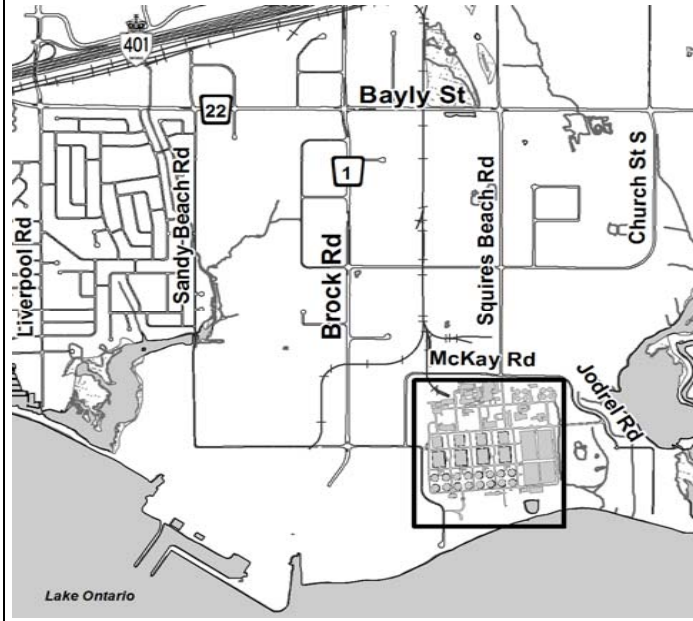 401
22
Bayly St
1
Liverpool Rd
Sandy Beach Rd
Brock Rd
Squires Beach Rd
Church St S
McKay Rd
Jodrel Rd
Lake Ontario